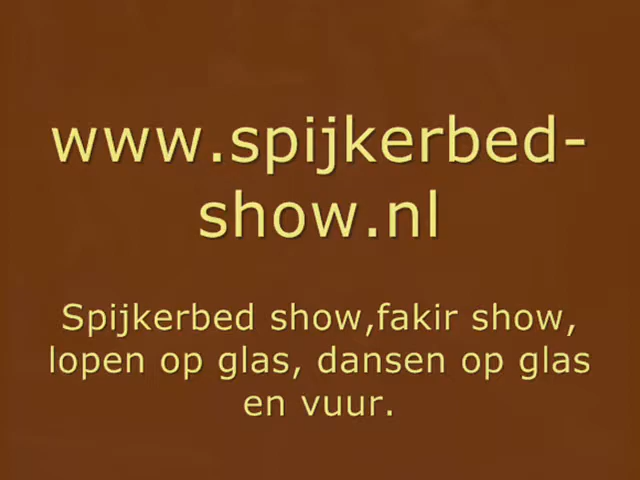 www.spijkerbed-
show.nl
Spijkerbed show,fakir show,
lopen op glas, dansen op glas
en vuur.